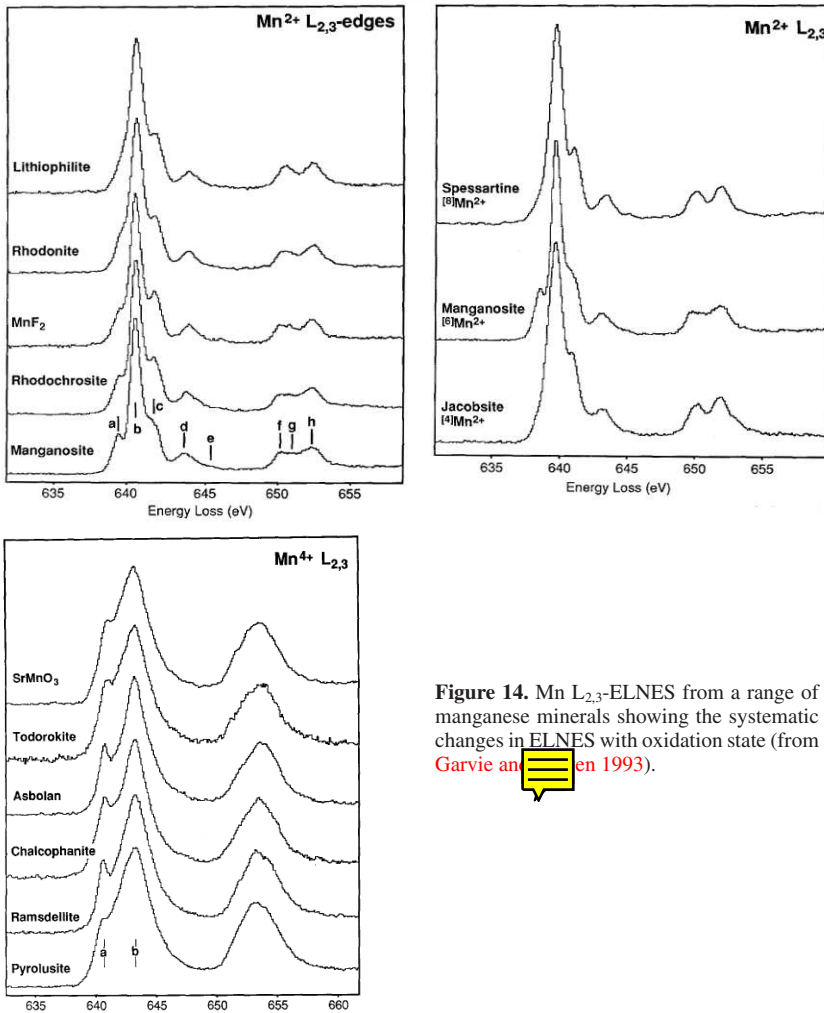 Mn2+ L2,3-edges
Lithiophilite
Rhodonite
MnF2
Rhodochrosite
a b c d e f g h
Manganosite
635 640 645 650 655
Energy Loss (eV)
Mn2+ L2,3
Spessartine
[8]Mn2+
Manganosite
[6]Mn2+
Jacobsite
[4]Mn2+
635 640 645 650 655
Energy Loss (eV)
Mn4+ L2,3
SrMnO3
Todorokite
Asbolan
Chalcophanite
Ramsdellite
a b
Pyrolusite
635 640 645 650 655 660
Figure 14. Mn L2,3-ELNES from a range of
manganese minerals showing the systematic
changes in ELNES with oxidation state (from
Garvie en 1993).